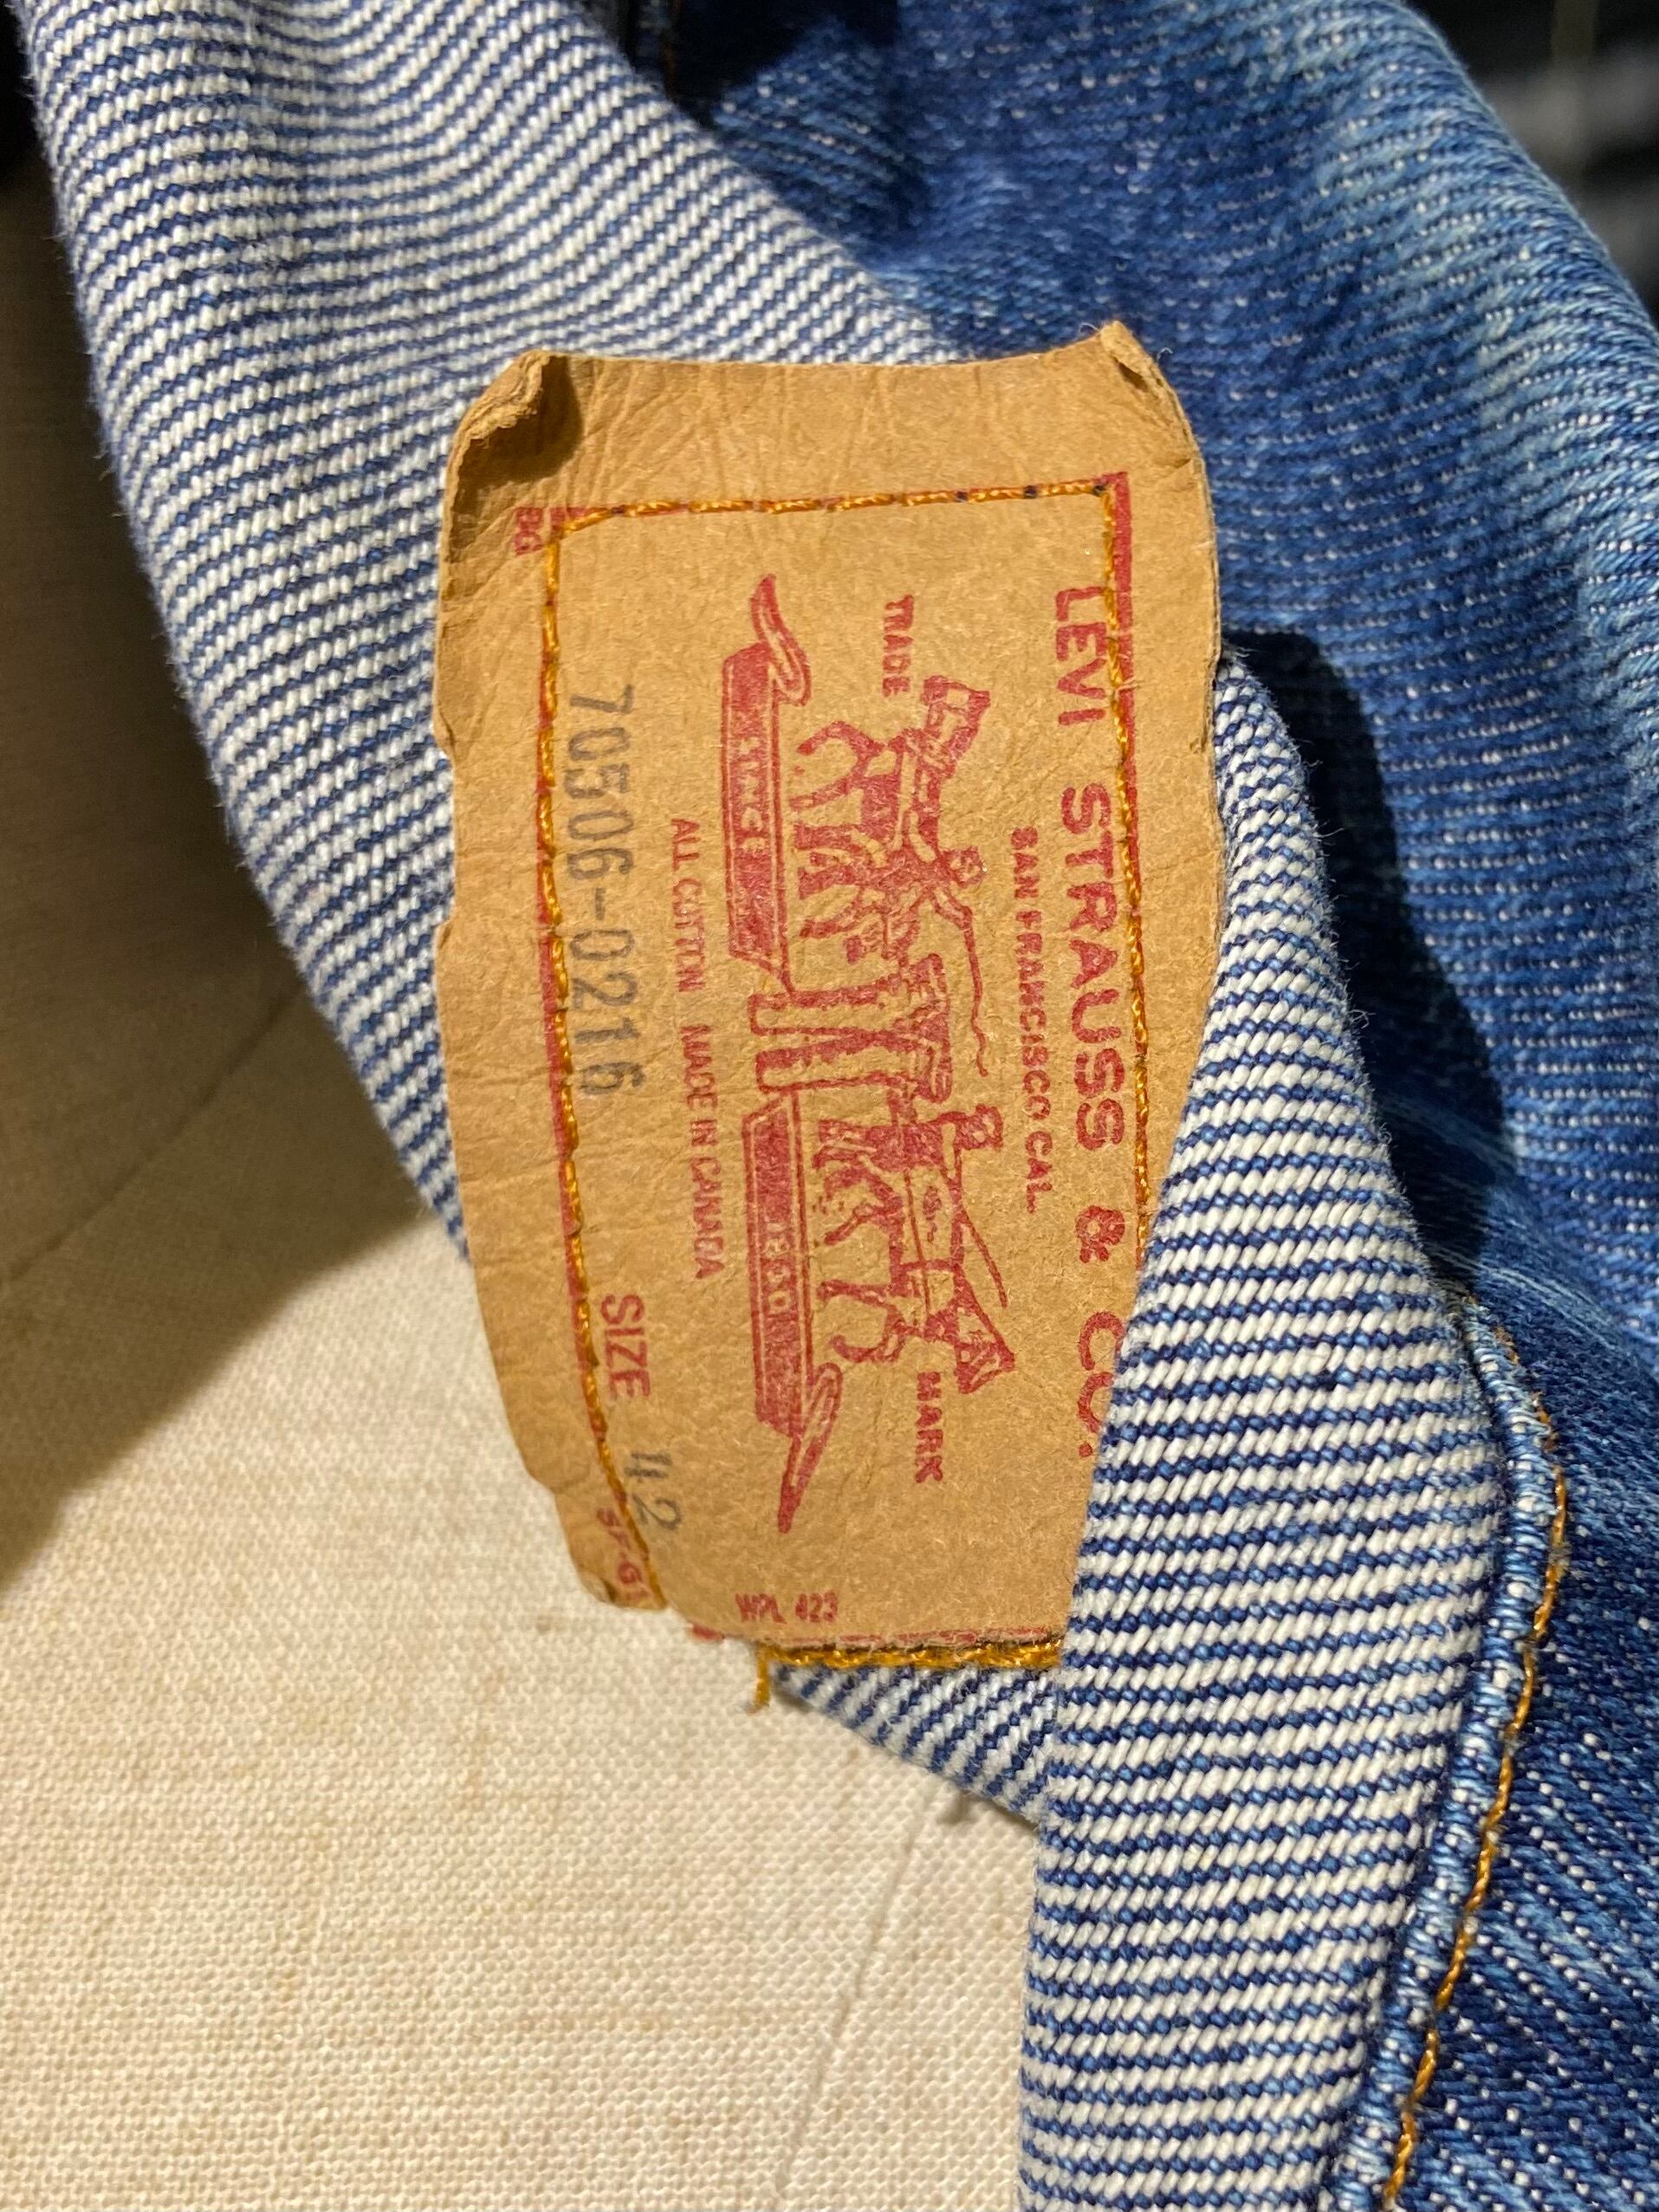 LEVI STRAUSS & CO.
SAN FRANCISCO CAL.
TRADE MARK
SINCE
ALL COTTON MADE IN CANADA
70506-0216 SIZE 42
WPL 423